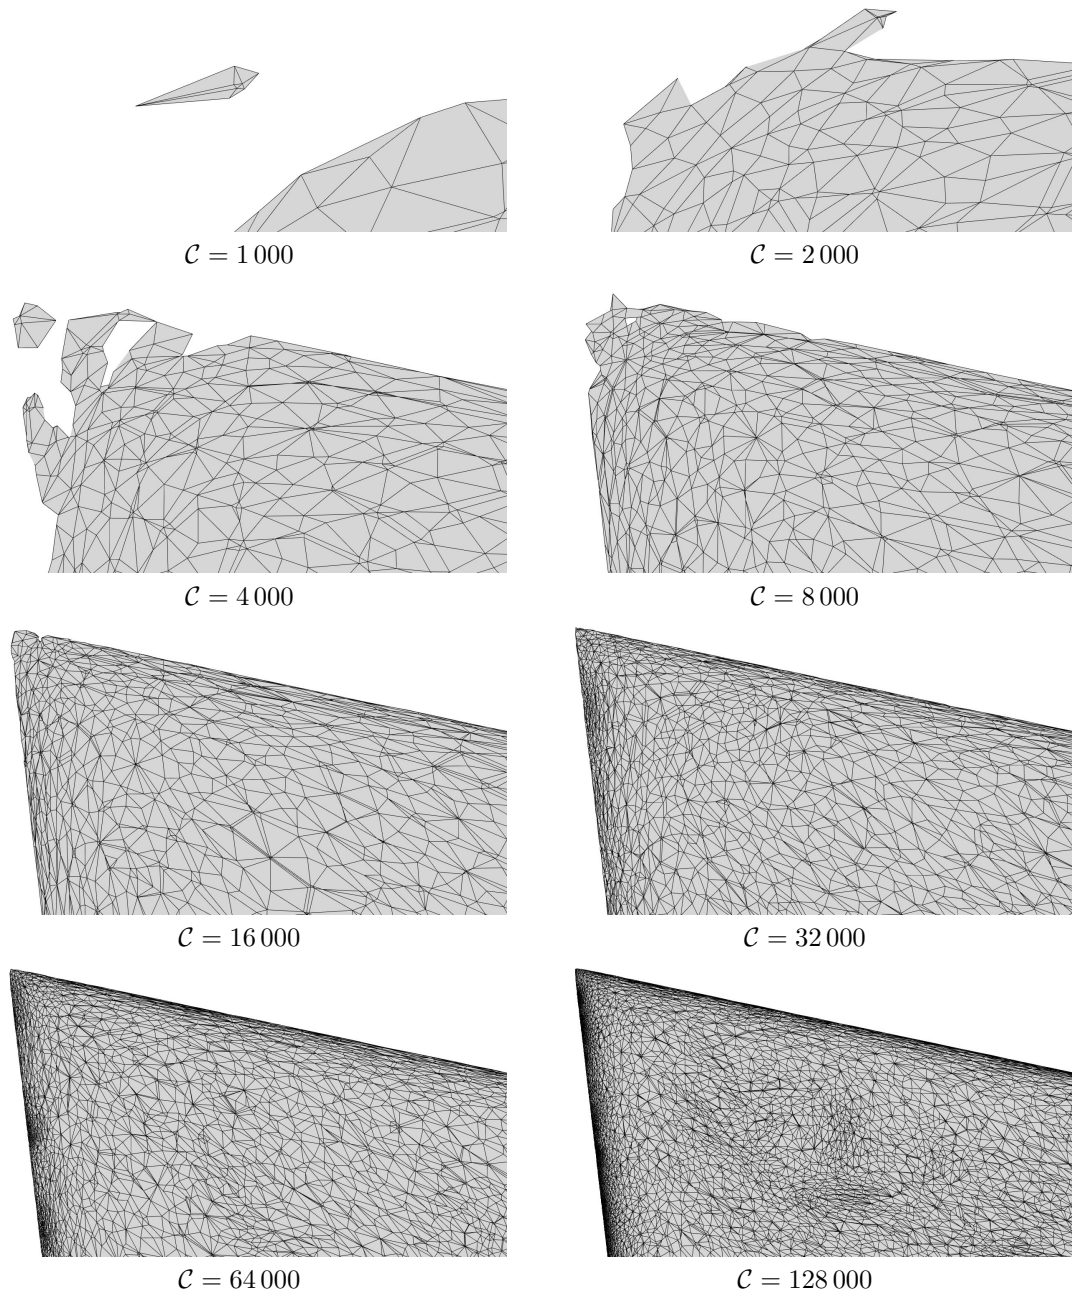 𝒞 = 1 000
𝒞 = 2 000
𝒞 = 4 000
𝒞 = 8 000
𝒞 = 16 000
𝒞 = 32 000
𝒞 = 64 000
𝒞 = 128 000